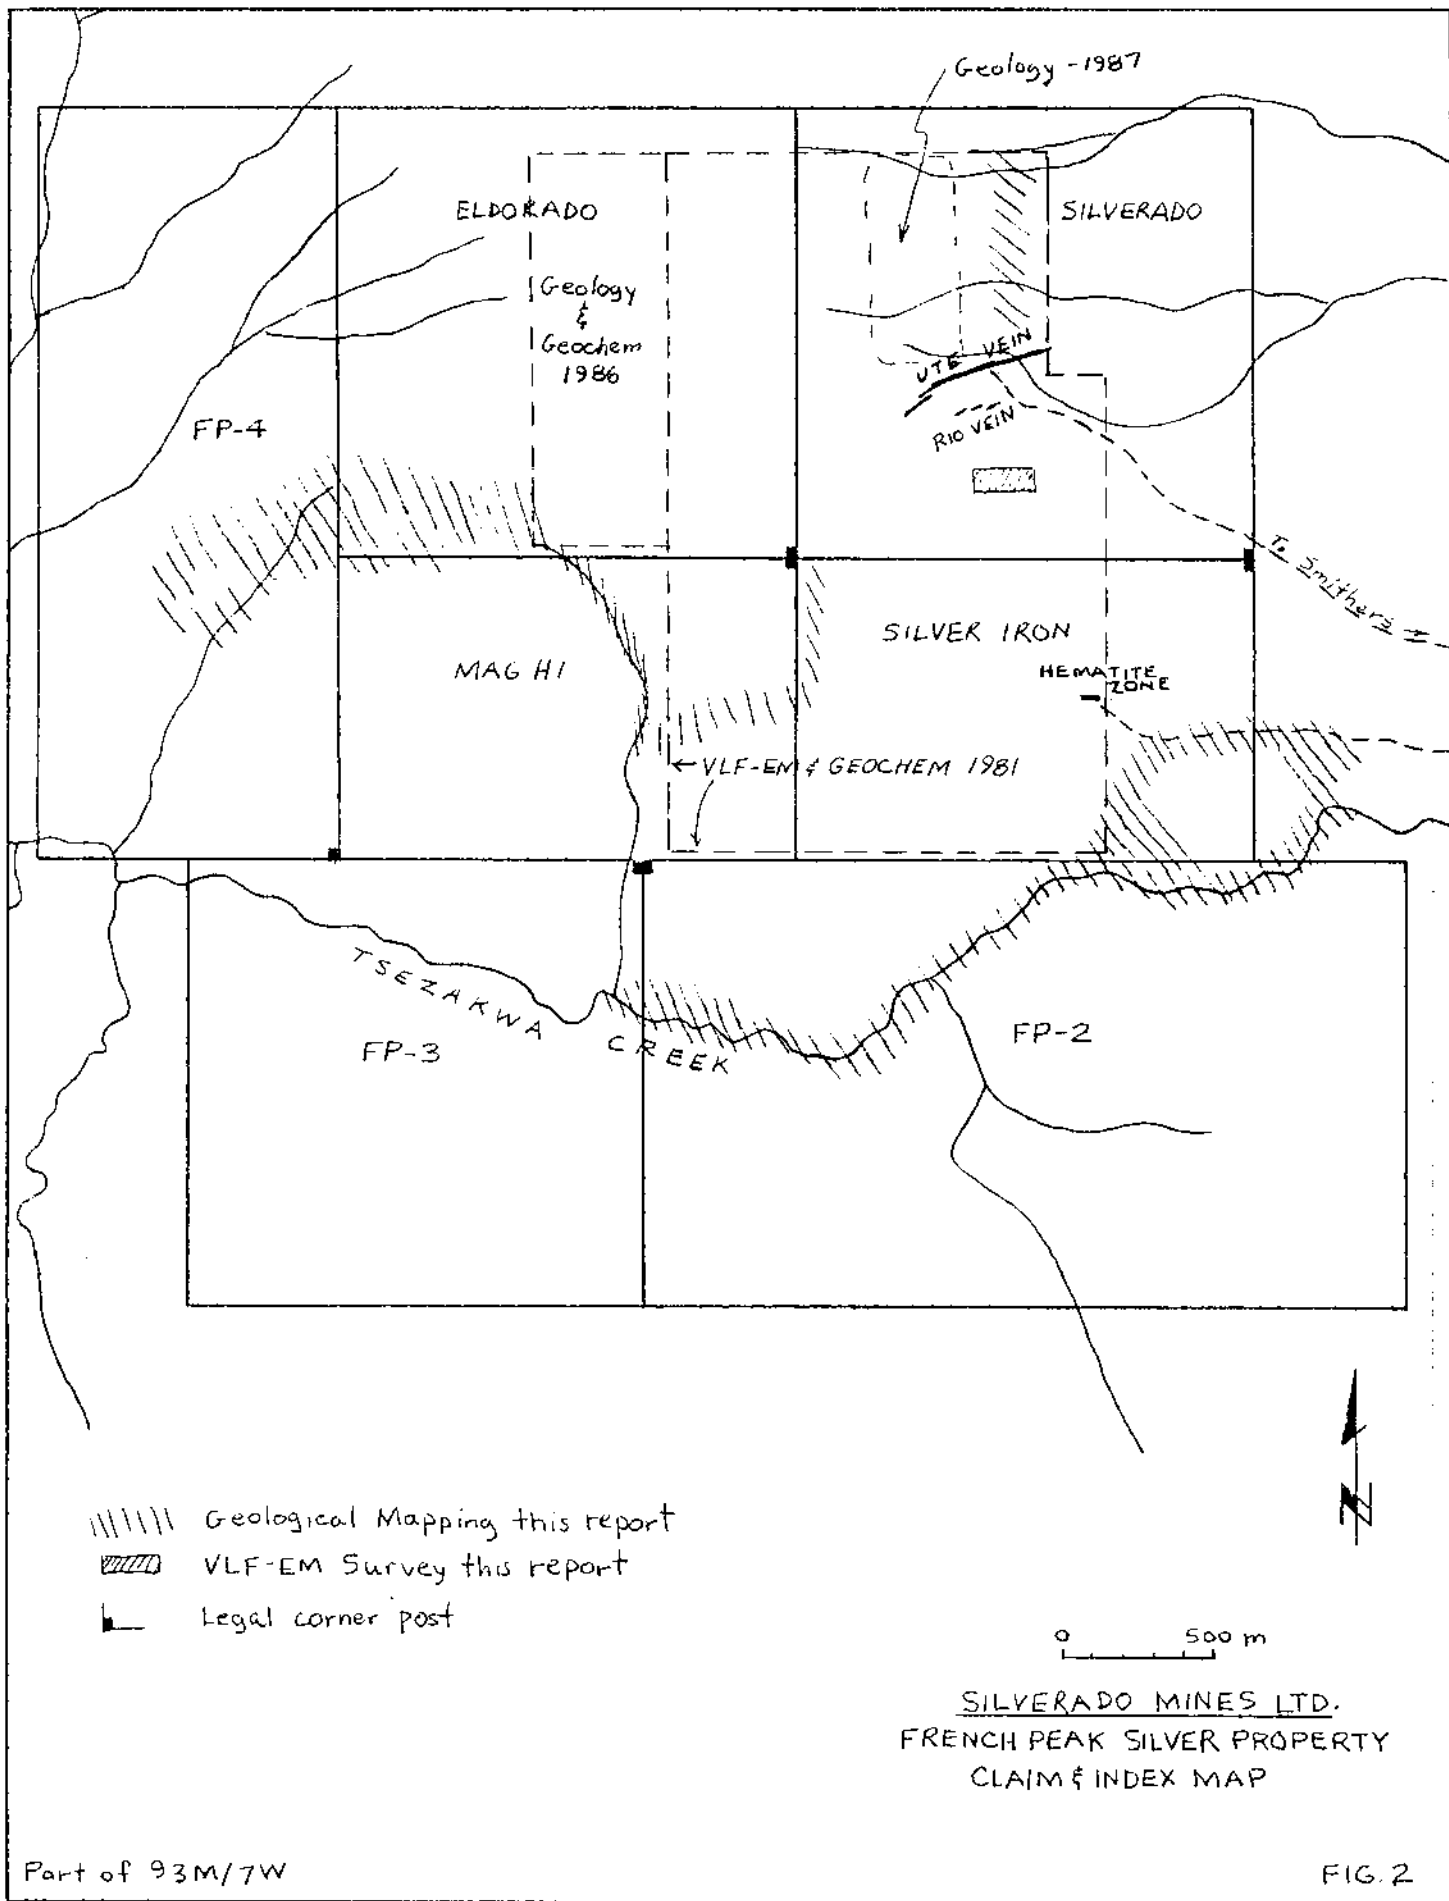 Geology - 1987
ELDORADO
SILVERADO
Geology
&
Geochem
1986
UTE VEIN
RIO VEIN
FP-4
To Smithers
SILVER IRON
MAG HI
HEMATITE
ZONE
←VLF-EM & GEOCHEM 1981
TSEZAKWA CREEK
FP-3
FP-2
N
Geological Mapping this report
VLF-EM Survey this report
Legal corner post
0 500 m
SILVERADO MINES LTD.
FRENCH PEAK SILVER PROPERTY
CLAIM & INDEX MAP
Part of 93M/7W
FIG. 2